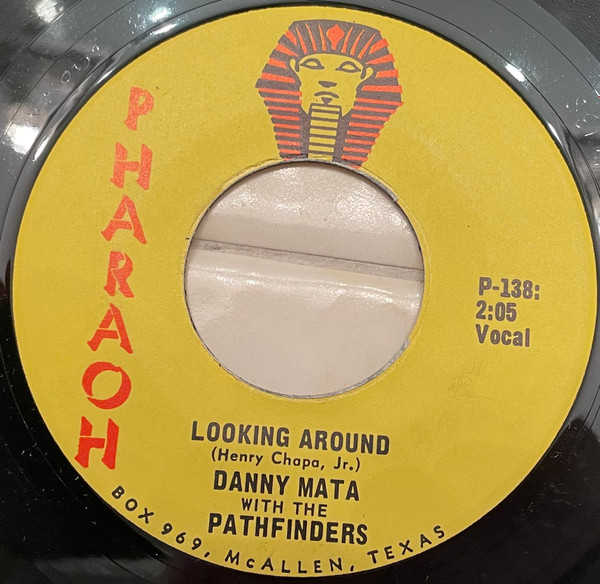 PHARAOH
P-138:
2:05
Vocal
LOOKING AROUND
(Henry Chapa, Jr.)
DANNY MATA
WITH THE
PATHFINDERS
BOX 969, McALLEN, TEXAS